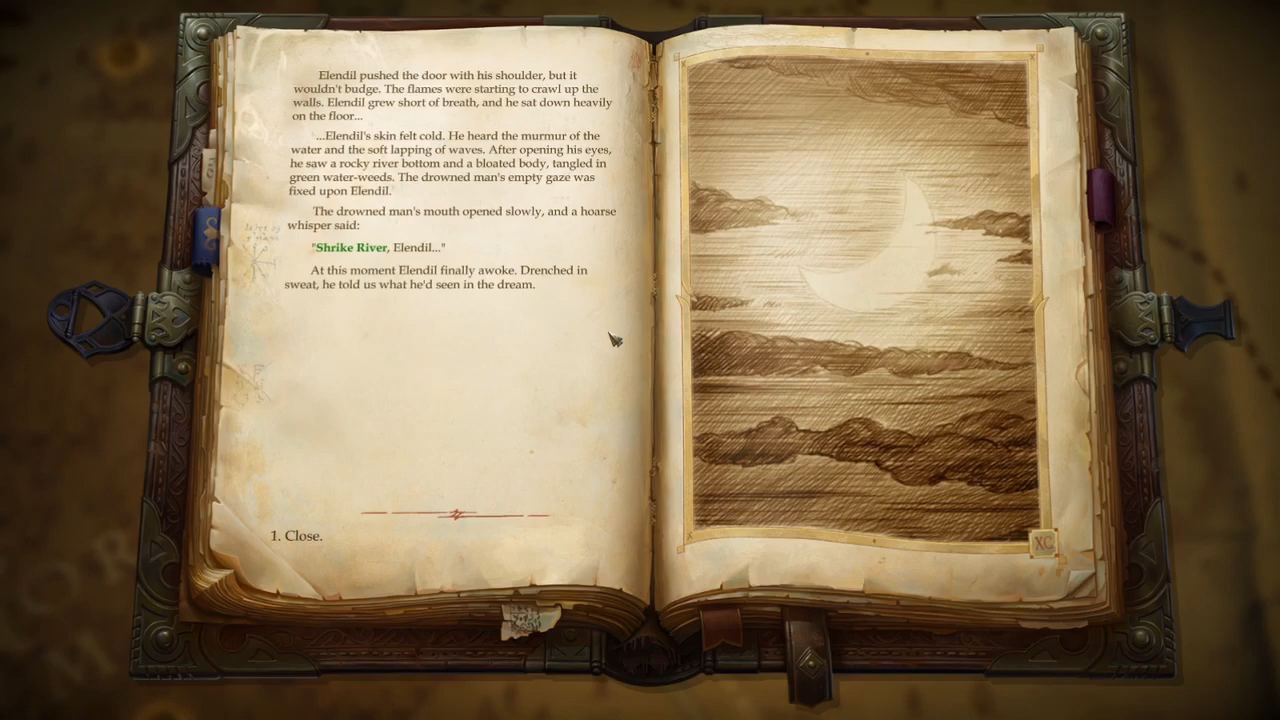 Elendil pushed the door with his shoulder, but it
wouldn't budge. The flames were starting to crawl up the
walls. Elendil grew short of breath, and he sat down heavily
on the floor...
...Elendil's skin felt cold. He heard the murmur of the
water and the soft lapping of waves. After opening his eyes,
he saw a rocky river bottom and a bloated body, tangled in
green water-weeds. The drowned man's empty gaze was
fixed upon Elendil.
The drowned man's mouth opened slowly, and a hoarse
whisper said:
"Shrike River, Elendil..."
At this moment Elendil finally awoke. Drenched in
sweat, he told us what he'd seen in the dream.
1. Close.
XC